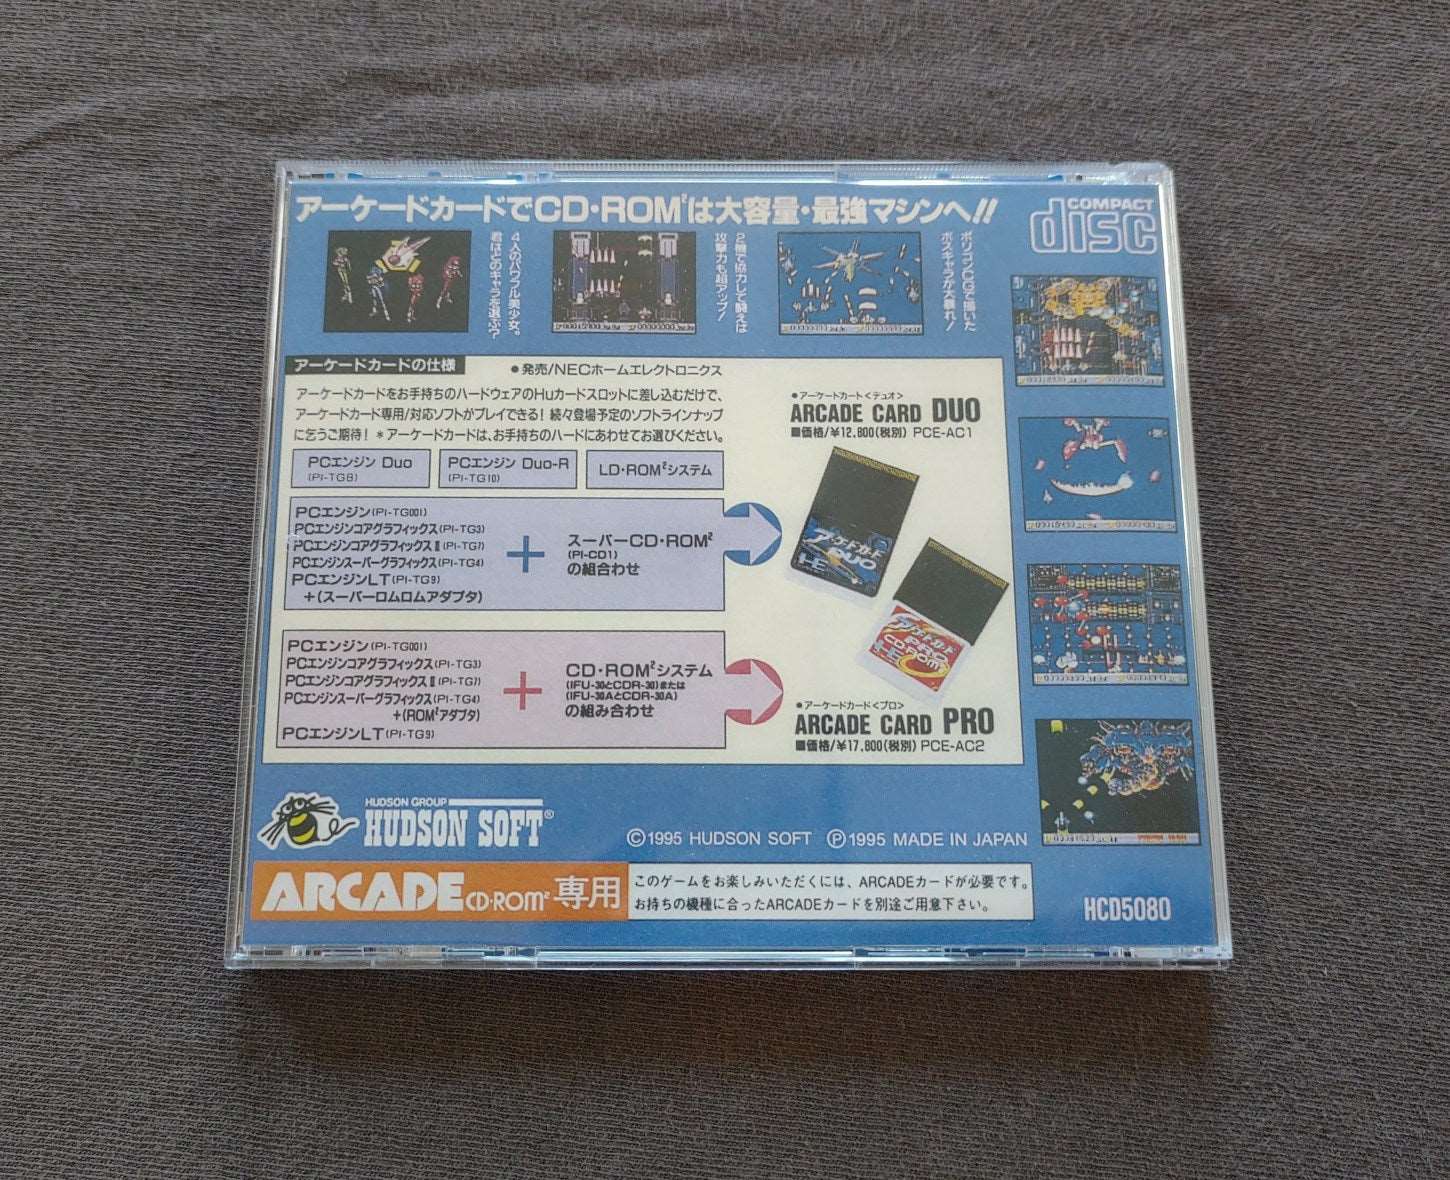 アーケードカードでCD・ROM²は大容量・最強マシンへ!!
COMPACT
disc
4人のパワフル美少女。
君はどのキャラを選ぶ?
2機で協力して闘えば
攻撃力も超アップ!
ポリゴンCGで描いた
ボスキャラが大暴れ!
アーケードカードの仕様
●発売/NECホームエレクトロニクス
アーケードカードをお手持ちのハードウェアのHuカードスロットに差し込むだけで、
アーケードカード専用/対応ソフトがプレイできる! 続々登場予定のソフトラインナップ
に乞うご期待! *アーケードカードは、お手持ちのハードにあわせてお選びください。
PCエンジン Duo
(PI-TG8)
PCエンジン Duo-R
(PI-TG10)
LD・ROM²システム
PCエンジン(PI-TG001)
PCエンジンコアグラフィックス(PI-TG3)
PCエンジンコアグラフィックスⅡ(PI-TG7)
PCエンジンスーパーグラフィックス(PI-TG4)
PCエンジンLT(PI-TG9)
+(スーパーロムロムアダプタ)
+
スーパーCD・ROM²
(PI-CD1)
の組合わせ
PCエンジン(PI-TG001)
PCエンジンコアグラフィックス(PI-TG3)
PCエンジンコアグラフィックスⅡ(PI-TG7)
PCエンジンスーパーグラフィックス(PI-TG4)
+(ROM²アダプタ)
PCエンジンLT(PI-TG9)
+
CD・ROM²システム
(IFU-30とCDR-30)または
(IFU-30AとCDR-30A)
の組み合わせ
●アーケードカード<デュオ>
ARCADE CARD DUO
■価格/¥12,800(税別) PCE-AC1
アーケードカード
DUO
HE
アーケードカード
PRO
CD-ROM²
HE
●アーケードカード<プロ>
ARCADE CARD PRO
■価格/¥17,800(税別) PCE-AC2
HUDSON GROUP
HUDSON SOFT®
©1995 HUDSON SOFT ℗1995 MADE IN JAPAN
ARCADE CD・ROM² 専用
このゲームをお楽しみいただくには、ARCADEカードが必要です。
お持ちの機種に合ったARCADEカードを別途ご用意下さい。
HCD5080